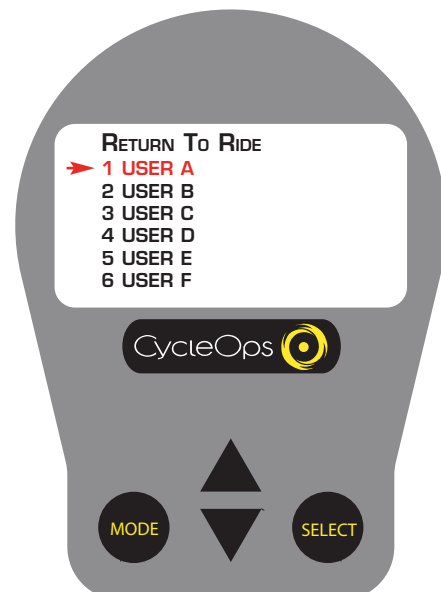 Return To Ride
1 USER A
2 USER B
3 USER C
4 USER D
5 USER E
6 USER F
CycleOps
MODE
SELECT